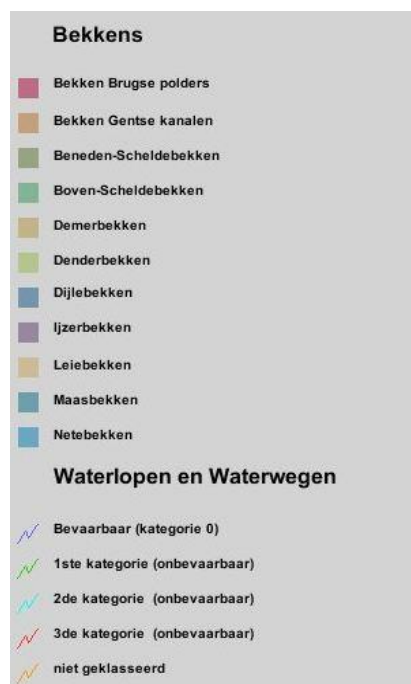 Bekkens
Bekken Brugse polders
Bekken Gentse kanalen
Beneden-Scheldebekken
Boven-Scheldebekken
Demerbekken
Denderbekken
Dijlebekken
Ijzerbekken
Leiebekken
Maasbekken
Netebekken
Waterlopen en Waterwegen
Bevaarbaar (kategorie 0)
1ste kategorie (onbevaarbaar)
2de kategorie (onbevaarbaar)
3de kategorie (onbevaarbaar)
niet geklasseerd